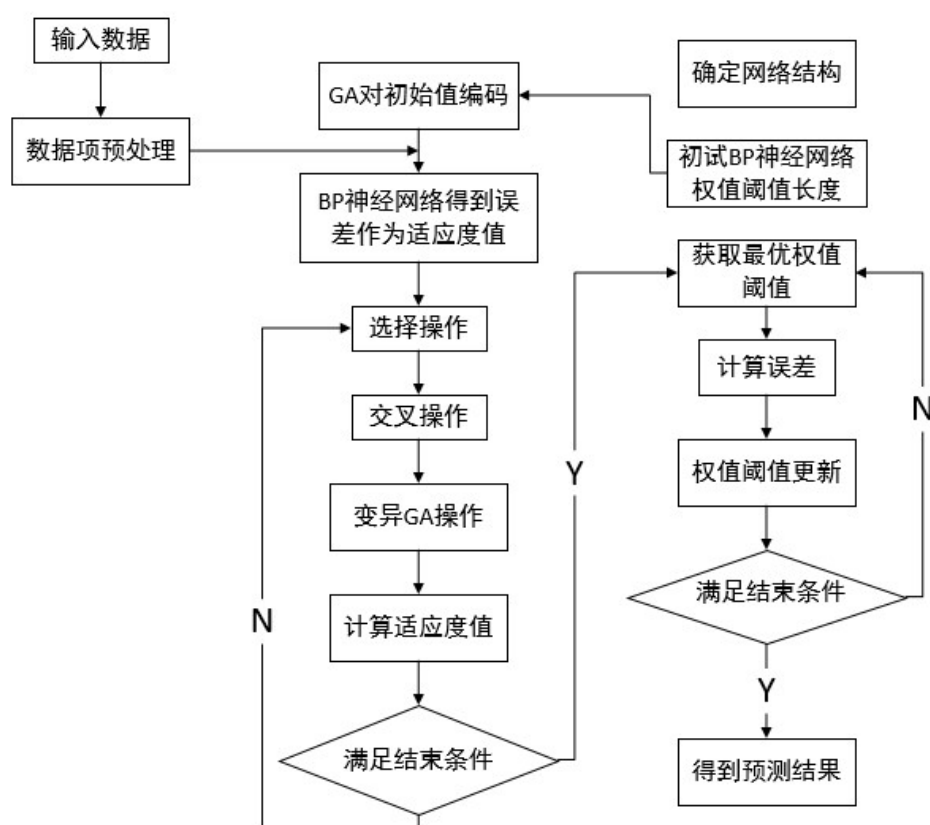 输入数据
数据项预处理
GA对初始值编码
BP神经网络得到误
差作为适应度值
选择操作
交叉操作
变异GA操作
计算适应度值
满足结束条件
N
Y
确定网络结构
初试BP神经网络
权值阈值长度
获取最优权值
阈值
计算误差
权值阈值更新
满足结束条件
N
Y
得到预测结果